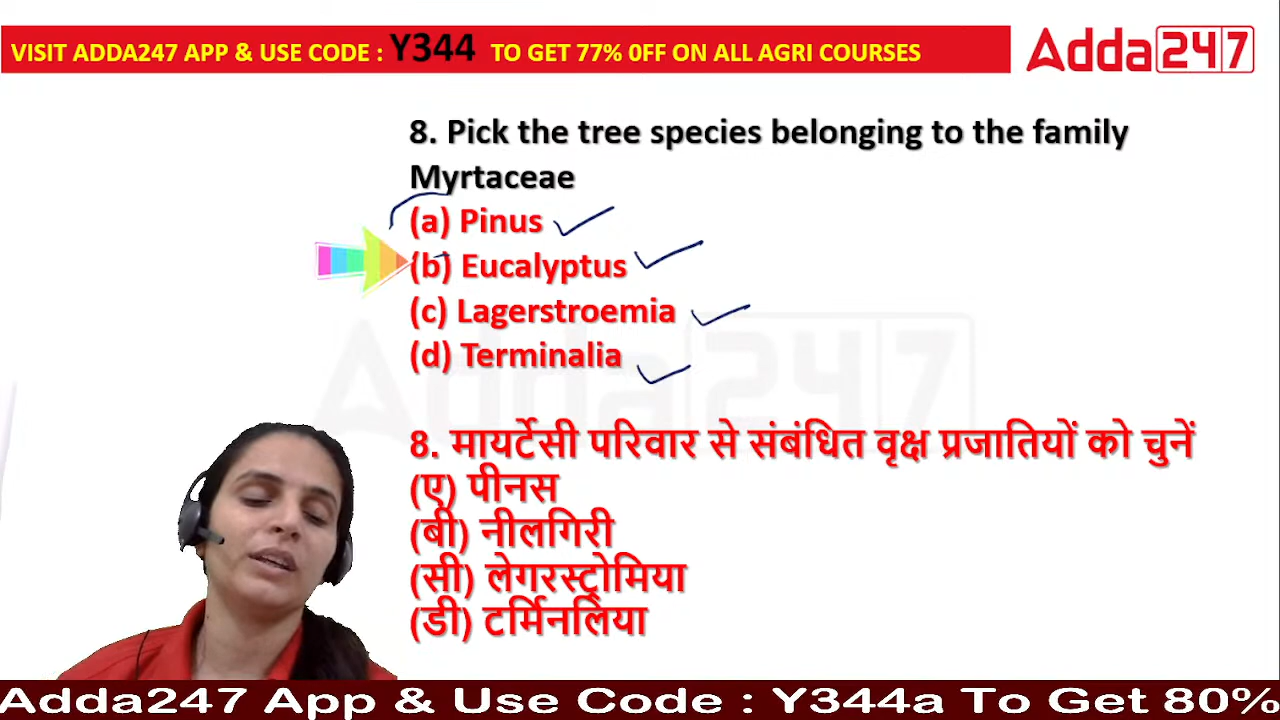 VISIT ADDA247 APP & USE CODE : Y344 TO GET 77% 0FF ON ALL AGRI COURSES
Adda247
8. Pick the tree species belonging to the family
Myrtaceae
(a) Pinus
(b) Eucalyptus
(c) Lagerstroemia
(d) Terminalia
Adda247
8. मायर्टेसी परिवार से संबंधित वृक्ष प्रजातियों को चुनें
(ए) पीनस
(बी) नीलगिरी
(सी) लेगरस्ट्रोमिया
(डी) टर्मिनलिया
Adda247 App & Use Code : Y344a To Get 80%